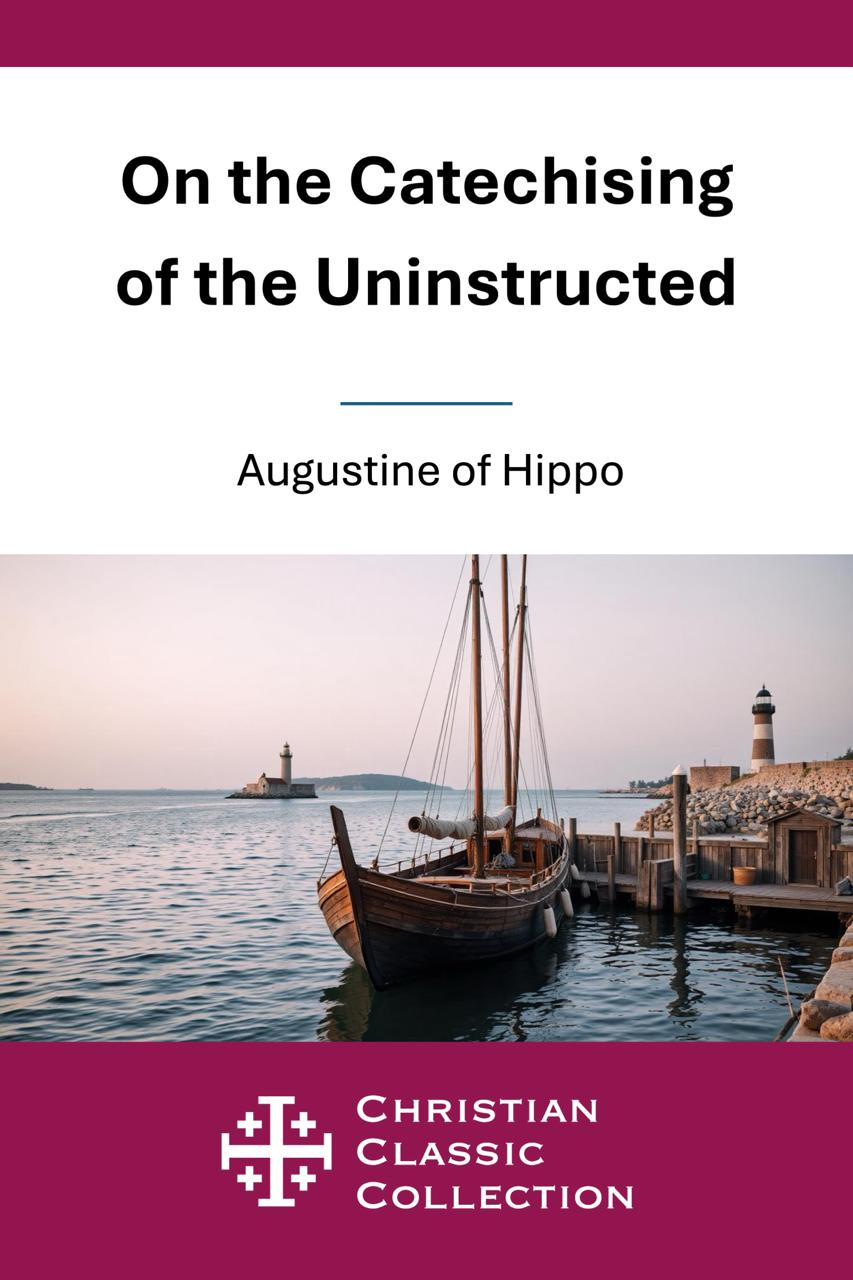 On the Catechising
of the Uninstructed
Augustine of Hippo
CHRISTIAN
CLASSIC
COLLECTION